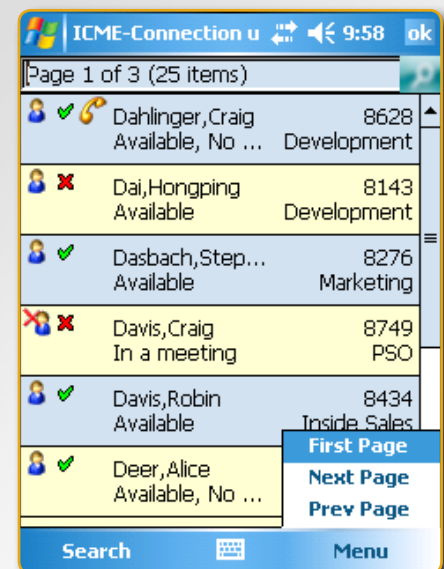 ICME-Connection u 9:58 ok
Page 1 of 3 (25 items)
Dahlinger,Craig 8628
Available, No ... Development
Dai,Hongping 8143
Available Development
Dasbach,Step... 8276
Available Marketing
Davis,Craig 8749
In a meeting PSO
Davis,Robin 8434
Available Inside Sales
Deer,Alice
Available, No ...
First Page
Next Page
Prev Page
Search Menu